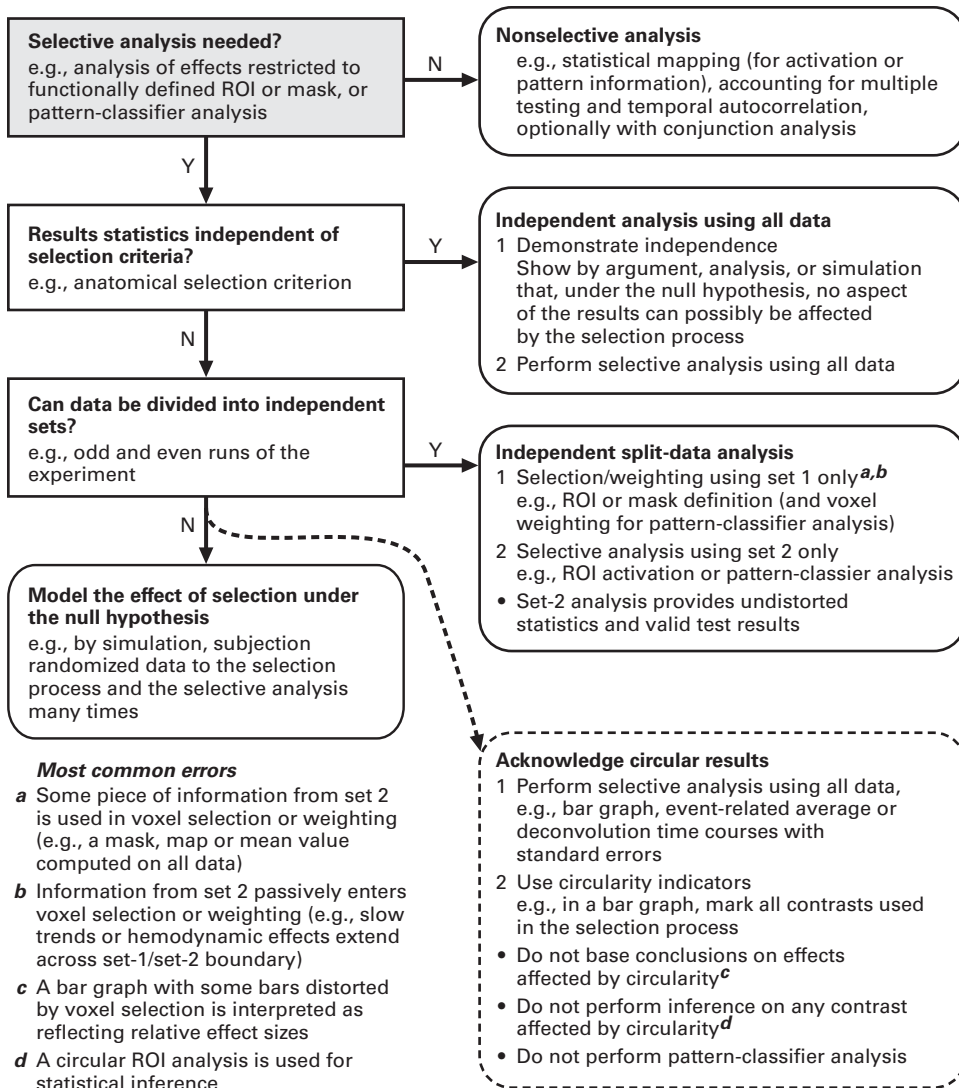 Selective analysis needed?
e.g., analysis of effects restricted to
functionally defined ROI or mask, or
pattern-classifier analysis
N
Nonselective analysis
e.g., statistical mapping (for activation or
pattern information), accounting for multiple
testing and temporal autocorrelation,
optionally with conjunction analysis
Y
Results statistics independent of
selection criteria?
e.g., anatomical selection criterion
Y
Independent analysis using all data
1 Demonstrate independence
Show by argument, analysis, or simulation
that, under the null hypothesis, no aspect
of the results can possibly be affected
by the selection process
2 Perform selective analysis using all data
N
Can data be divided into independent
sets?
e.g., odd and even runs of the
experiment
Y
Independent split-data analysis
1 Selection/weighting using set 1 only a,b
e.g., ROI or mask definition (and voxel
weighting for pattern-classifier analysis)
2 Selective analysis using set 2 only
e.g., ROI activation or pattern-classier analysis
• Set-2 analysis provides undistorted
statistics and valid test results
N
Model the effect of selection under
the null hypothesis
e.g., by simulation, subjection
randomized data to the selection
process and the selective analysis
many times
Acknowledge circular results
1 Perform selective analysis using all data,
e.g., bar graph, event-related average or
deconvolution time courses with
standard errors
2 Use circularity indicators
e.g., in a bar graph, mark all contrasts used
in the selection process
• Do not base conclusions on effects
affected by circularity c
• Do not perform inference on any contrast
affected by circularity d
• Do not perform pattern-classifier analysis
Most common errors
a Some piece of information from set 2
is used in voxel selection or weighting
(e.g., a mask, map or mean value
computed on all data)
b Information from set 2 passively enters
voxel selection or weighting (e.g., slow
trends or hemodynamic effects extend
across set-1/set-2 boundary)
c A bar graph with some bars distorted
by voxel selection is interpreted as
reflecting relative effect sizes
d A circular ROI analysis is used for
statistical inference